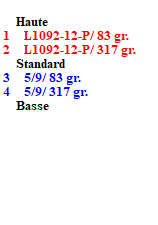 Haute
1 L1092-12-P/ 83 gr.
2 L1092-12-P/ 317 gr.
Standard
3 5/9/ 83 gr.
4 5/9/ 317 gr.
Basse